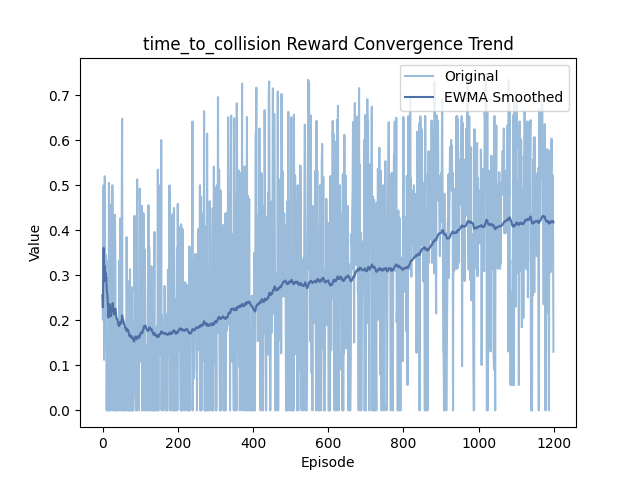 time_to_collision Reward Convergence Trend
Original
EWMA Smoothed
Value
0.7
0.6
0.5
0.4
0.3
0.2
0.1
0.0
0 200 400 600 800 1000 1200
Episode